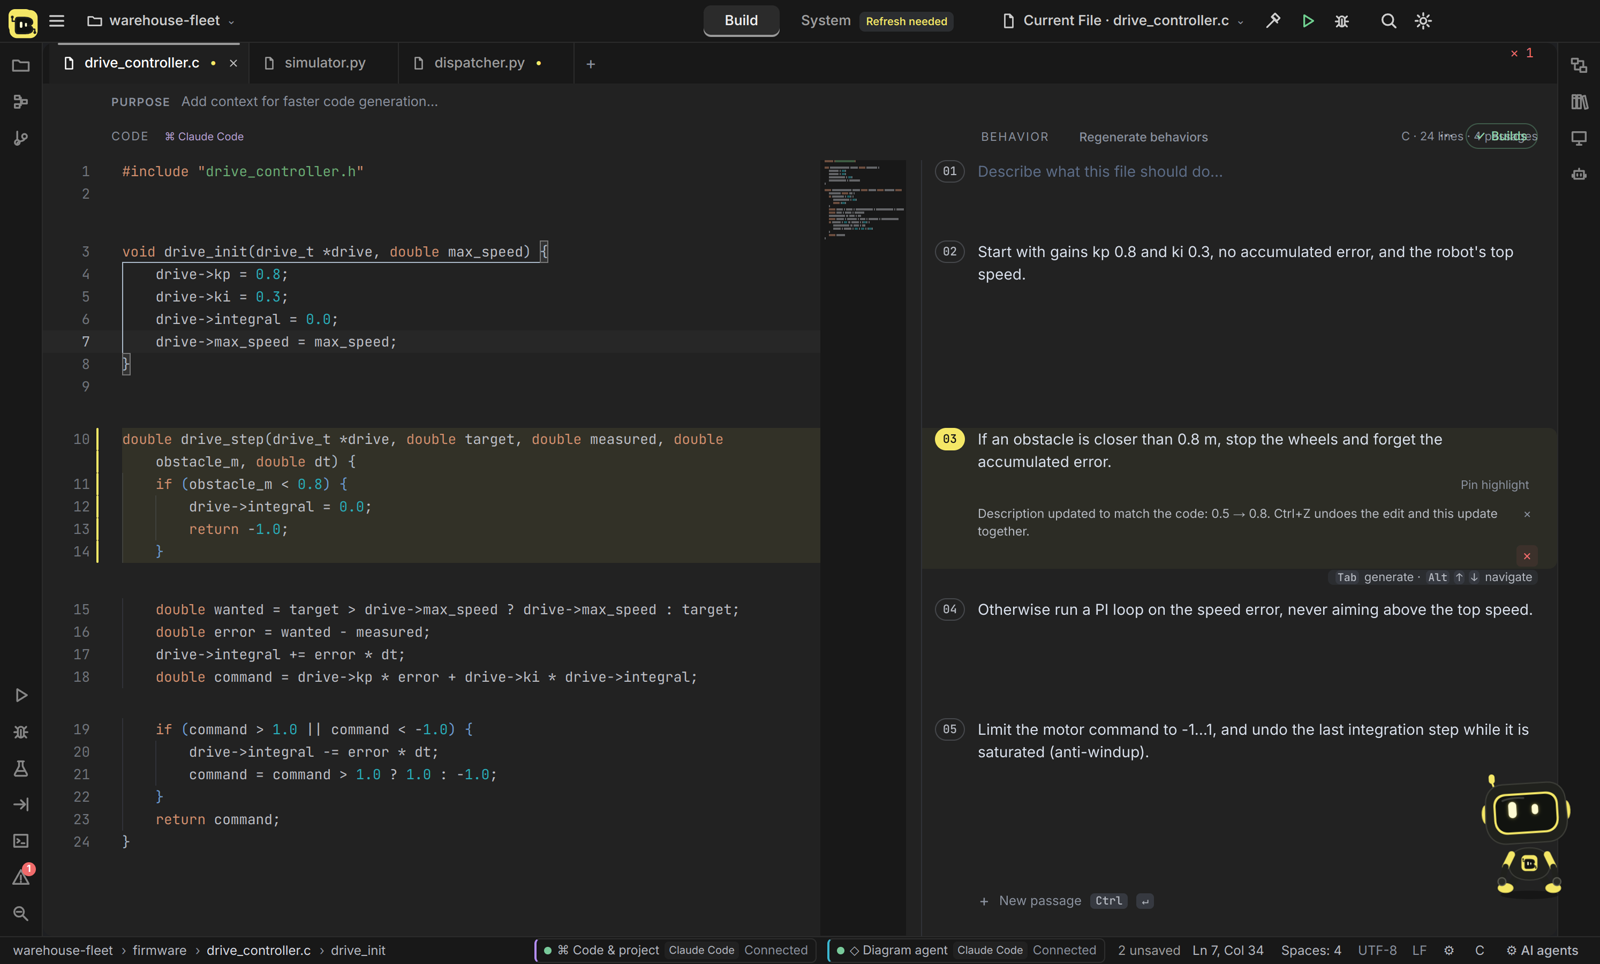 warehouse-fleet
Build
System
Refresh needed
Current File · drive_controller.c
drive_controller.c
simulator.py
dispatcher.py
× 1
PURPOSE Add context for faster code generation...
CODE ⌘ Claude Code
BEHAVIOR Regenerate behaviors
C · 24 lines · 4 passages
Builds
1 #include "drive_controller.h"
2
3 void drive_init(drive_t *drive, double max_speed) {
4 drive->kp = 0.8;
5 drive->ki = 0.3;
6 drive->integral = 0.0;
7 drive->max_speed = max_speed;
8 }
9
10 double drive_step(drive_t *drive, double target, double measured, double
obstacle_m, double dt) {
11 if (obstacle_m < 0.8) {
12 drive->integral = 0.0;
13 return -1.0;
14 }
15 double wanted = target > drive->max_speed ? drive->max_speed : target;
16 double error = wanted - measured;
17 drive->integral += error * dt;
18 double command = drive->kp * error + drive->ki * drive->integral;
19 if (command > 1.0 || command < -1.0) {
20 drive->integral -= error * dt;
21 command = command > 1.0 ? 1.0 : -1.0;
22 }
23 return command;
24 }
01 Describe what this file should do...
02 Start with gains kp 0.8 and ki 0.3, no accumulated error, and the robot's top
speed.
03 If an obstacle is closer than 0.8 m, stop the wheels and forget the
accumulated error.
Pin highlight
Description updated to match the code: 0.5 → 0.8. Ctrl+Z undoes the edit and this update ×
together.
×
Tab generate · Alt ↑ ↓ navigate
04 Otherwise run a PI loop on the speed error, never aiming above the top speed.
05 Limit the motor command to -1...1, and undo the last integration step while it is
saturated (anti-windup).
+ New passage Ctrl ↵
1
warehouse-fleet › firmware › drive_controller.c › drive_init
⌘ Code & project Claude Code Connected
◇ Diagram agent Claude Code Connected
2 unsaved Ln 7, Col 34 Spaces: 4 UTF-8 LF C AI agents